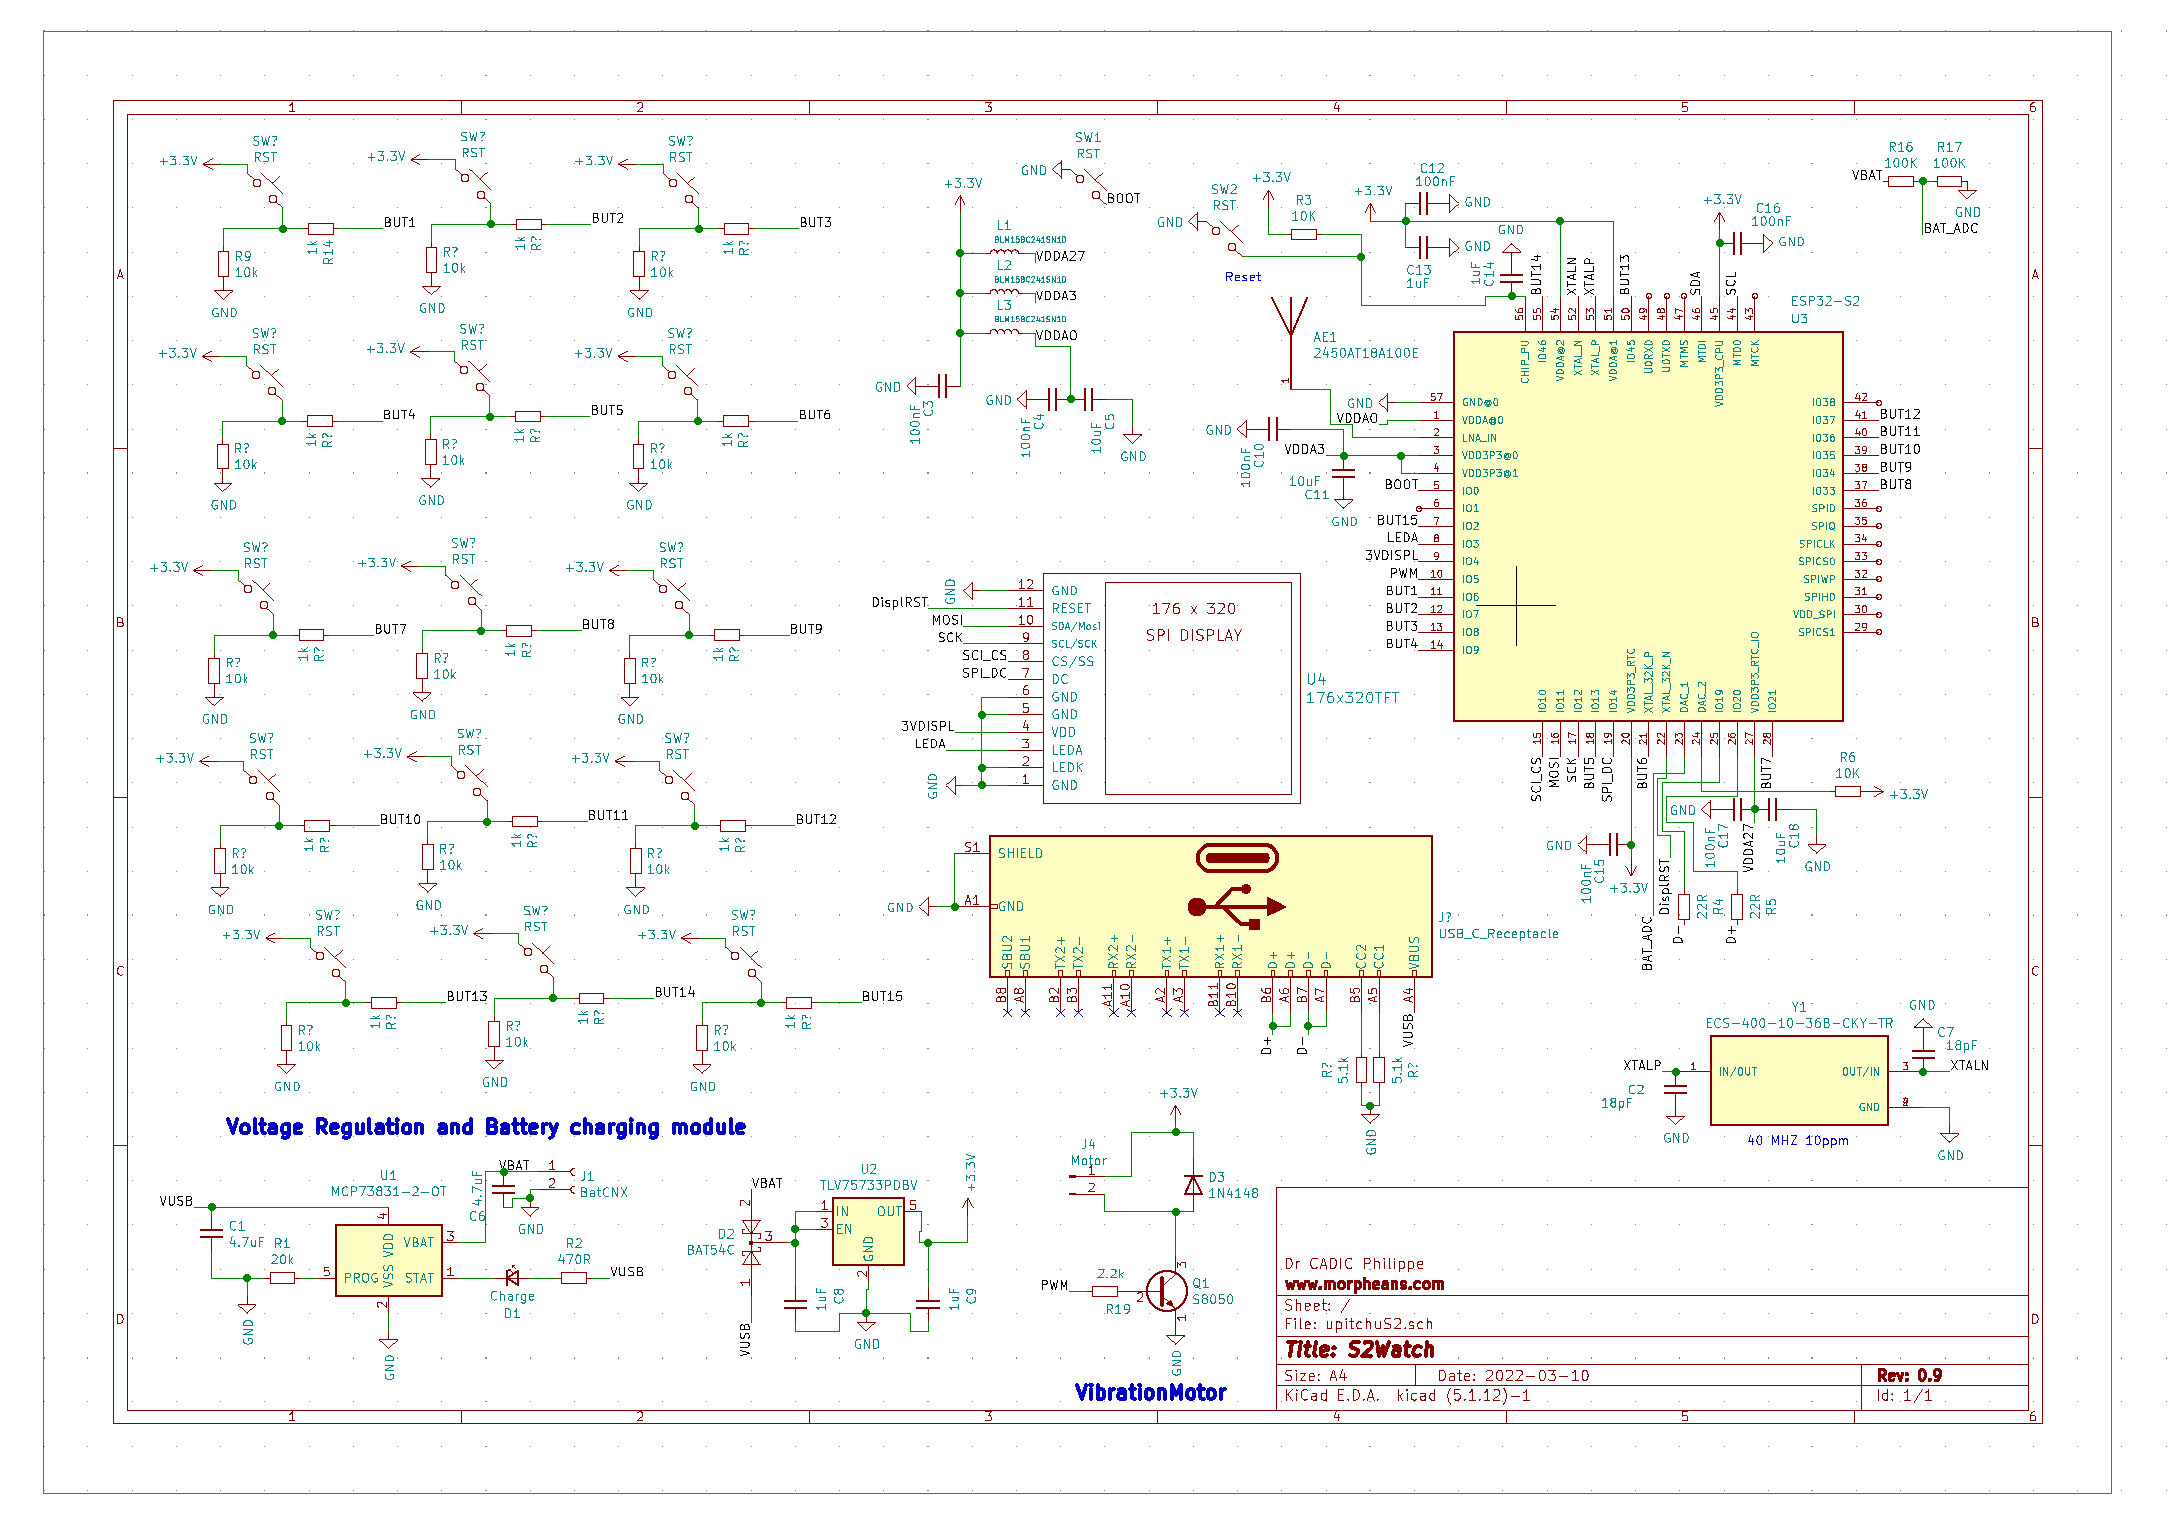 1 2 3 4 5 6
A
B
C
D
SW?
RST
+3.3V
BUT1
1k
R14
R9
10k
GND
SW?
RST
+3.3V
BUT2
1k
R?
R?
10k
GND
SW?
RST
+3.3V
BUT3
1k
R?
R?
10k
GND
SW?
RST
+3.3V
BUT4
1k
R?
R?
10k
GND
SW?
RST
+3.3V
BUT5
1k
R?
R?
10k
GND
SW?
RST
+3.3V
BUT6
1k
R?
R?
10k
GND
SW?
RST
+3.3V
BUT7
1k
R?
R?
10k
GND
SW?
RST
+3.3V
BUT8
1k
R?
R?
10k
GND
SW?
RST
+3.3V
BUT9
1k
R?
R?
10k
GND
SW?
RST
+3.3V
BUT10
1k
R?
R?
10k
GND
SW?
RST
+3.3V
BUT11
1k
R?
R?
10k
GND
SW?
RST
+3.3V
BUT12
1k
R?
R?
10k
GND
SW?
RST
+3.3V
BUT13
1k
R?
R?
10k
GND
SW?
RST
+3.3V
BUT14
1k
R?
R?
10k
GND
SW?
RST
+3.3V
BUT15
1k
R?
R?
10k
GND
+3.3V
L1
BLM15BC241SN1D
VDDA27
L2
BLM15BC241SN1D
VDDA3
L3
BLM15BC241SN1D
VDDA0
GND
100nF
C3
GND
100nF
C4
10uF
C5
GND
SW1
RST
GND
BOOT
SW2
RST
GND
Reset
+3.3V
R3
10K
+3.3V
C12
100nF
GND
C13
1uF
GND
GND
1uF
C14
AE1
2450AT18A100E
1
GND
VDDA0
GND
100nF
C10
VDDA3
10uF
C11
GND
+3.3V
C16
100nF
GND
R16
100K
R17
100K
VBAT
GND
BAT_ADC
ESP32-S2
U3
BUT14
XTALN
XTALP
BUT13
SDA
SCL
56 55 54 52 53 51 50 49 48 47 46 45 44 43
CHIP_PU
IO46
VDDA@2
XTAL_N
XTAL_P
VDDA@1
IO45
U0RXD
U0TXD
MTMS
MTDI
VDD3P3_CPU
MTDO
MTCK
57 GND@0
1 VDDA@0
2 LNA_IN
3 VDD3P3@0
4 VDD3P3@1
BOOT 5 IO0
6 IO1
BUT15 7 IO2
LEDA 8 IO3
3VDISPL 9 IO4
PWM 10 IO5
BUT1 11 IO6
BUT2 12 IO7
BUT3 13 IO8
BUT4 14 IO9
IO38 42
IO37 41 BUT12
IO36 40 BUT11
IO35 39 BUT10
IO34 38 BUT9
IO33 37 BUT8
SPID 36
SPIQ 35
SPICLK 34
SPICS0 33
SPIWP 32
SPIHD 31
VDD_SPI 30
SPICS1 29
IO10
IO11
IO12
IO13
IO14
VDD3P3_RTC
XTAL_32K_P
XTAL_32K_N
DAC_1
DAC_2
IO19
IO20
VDD3P3_RTC_IO
IO21
15 16 17 18 19 20 21 22 23 24 25 26 27 28
SCI_CS
MOSI
SCK
BUT5
SPI_DC
BUT6
BUT7
R6
10K
+3.3V
GND
100nF
C17
VDDA27
10uF
C18
GND
GND
100nF
C15
+3.3V
BAT_ADC
DisplRST
D-
22R
R4
D+
22R
R5
GND
DisplRST
MOSI
SCK
SCI_CS
SPI_DC
3VDISPL
LEDA
GND
12 GND
11 RESET
10 SDA/Mosi
9 SCL/SCK
8 CS/SS
7 DC
6 GND
5 GND
4 VDD
3 LEDA
2 LEDK
1 GND
176 x 320
SPI DISPLAY
U4
176x320TFT
S1 SHIELD
GND A1 GND
J?
USB_C_Receptacle
SBU2
SBU1
TX2+
TX2-
RX2+
RX2-
TX1+
TX1-
RX1+
RX1-
D+
D+
D-
D-
CC2
CC1
VBUS
B8 A8 B2 B3 A11 A10 A2 A3 B11 B10 B6 A6 B7 A7 B5 A5 A4
D+
D-
VUSB
R?
5.1k
5.1k
R?
GND
Y1
ECS-400-10-36B-CKY-TR
XTALP
1 IN/OUT
OUT/IN 3
GND
XTALN
C2
18pF
GND
GND
C7
18pF
GND
40 MHZ 10ppm
Voltage Regulation and Battery charging module
VUSB
C1
4.7uF
R1
20k
GND
U1
MCP73831-2-OT
4
VDD
VBAT 3
5 PROG
VSS
STAT 1
2
GND
VBAT
4.7uF
C6
GND
1
2
J1
BatCNX
Charge
D1
R2
470R
VUSB
VBAT
2
D2
BAT54C
3
1
VUSB
U2
TLV75733PDBV
1 IN
3 EN
OUT 5
GND
2
1uF
C8
GND
1uF
C9
+3.3V
+3.3V
J4
Motor
1
2
D3
1N4148
PWM
2.2k
R19
2
3
Q1
S8050
1
GND
VibrationMotor
Dr CADIC Philippe
www.morpheans.com
Sheet: /
File: upitchuS2.sch
Title: S2Watch
Size: A4
Date: 2022-03-10
Rev: 0.9
KiCad E.D.A. kicad (5.1.12)-1
Id: 1/1
A
B
C
D
1 2 3 4 5 6